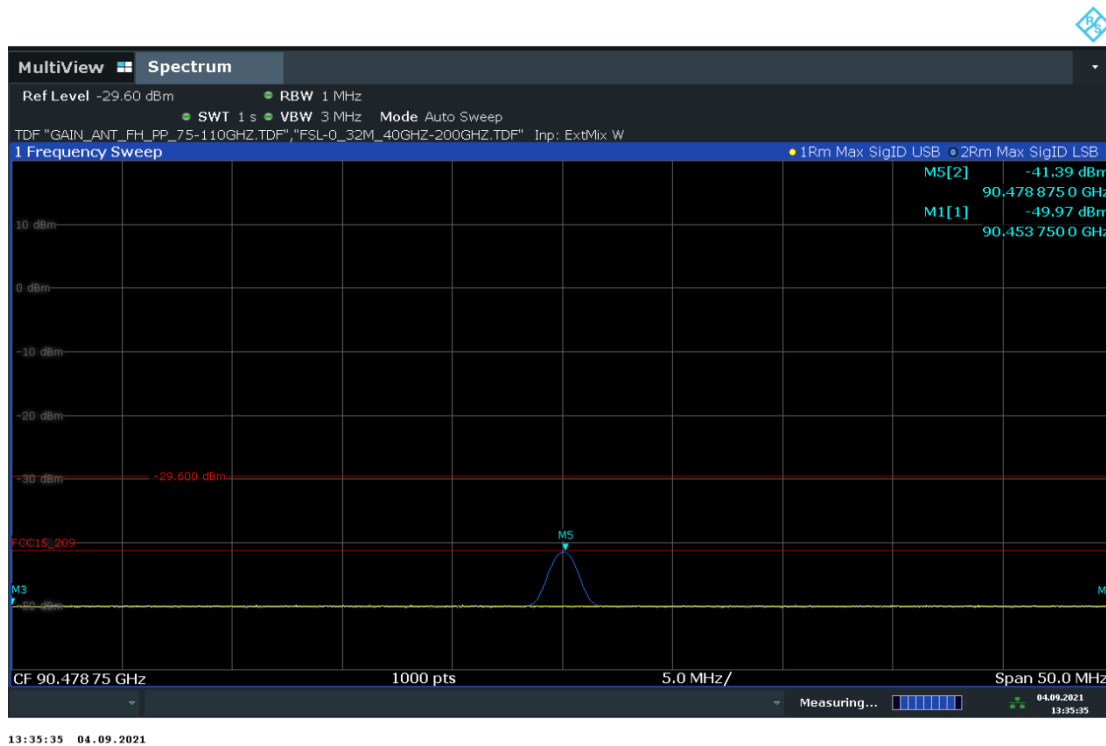 R&S
MultiView Spectrum
Ref Level -29.60 dBm RBW 1 MHz
SWT 1 s VBW 3 MHz Mode Auto Sweep
TDF "GAIN_ANT_FH_PP_75-110GHZ.TDF","FSL-0_32M_40GHZ-200GHZ.TDF" Inp: ExtMix W
1 Frequency Sweep 1Rm Max SigID USB 2Rm Max SigID LSB
M5[2] -41.39 dBm
90.478 875 0 GHz
M1[1] -49.97 dBm
90.453 750 0 GHz
10 dBm
0 dBm
-10 dBm
-20 dBm
-30 dBm -29.600 dBm
M5
FCC15_209
M3 M
-50 dBm
CF 90.478 75 GHz 1000 pts 5.0 MHz/ Span 50.0 MHz
Measuring... 04.09.2021
13:35:35
13:35:35 04.09.2021